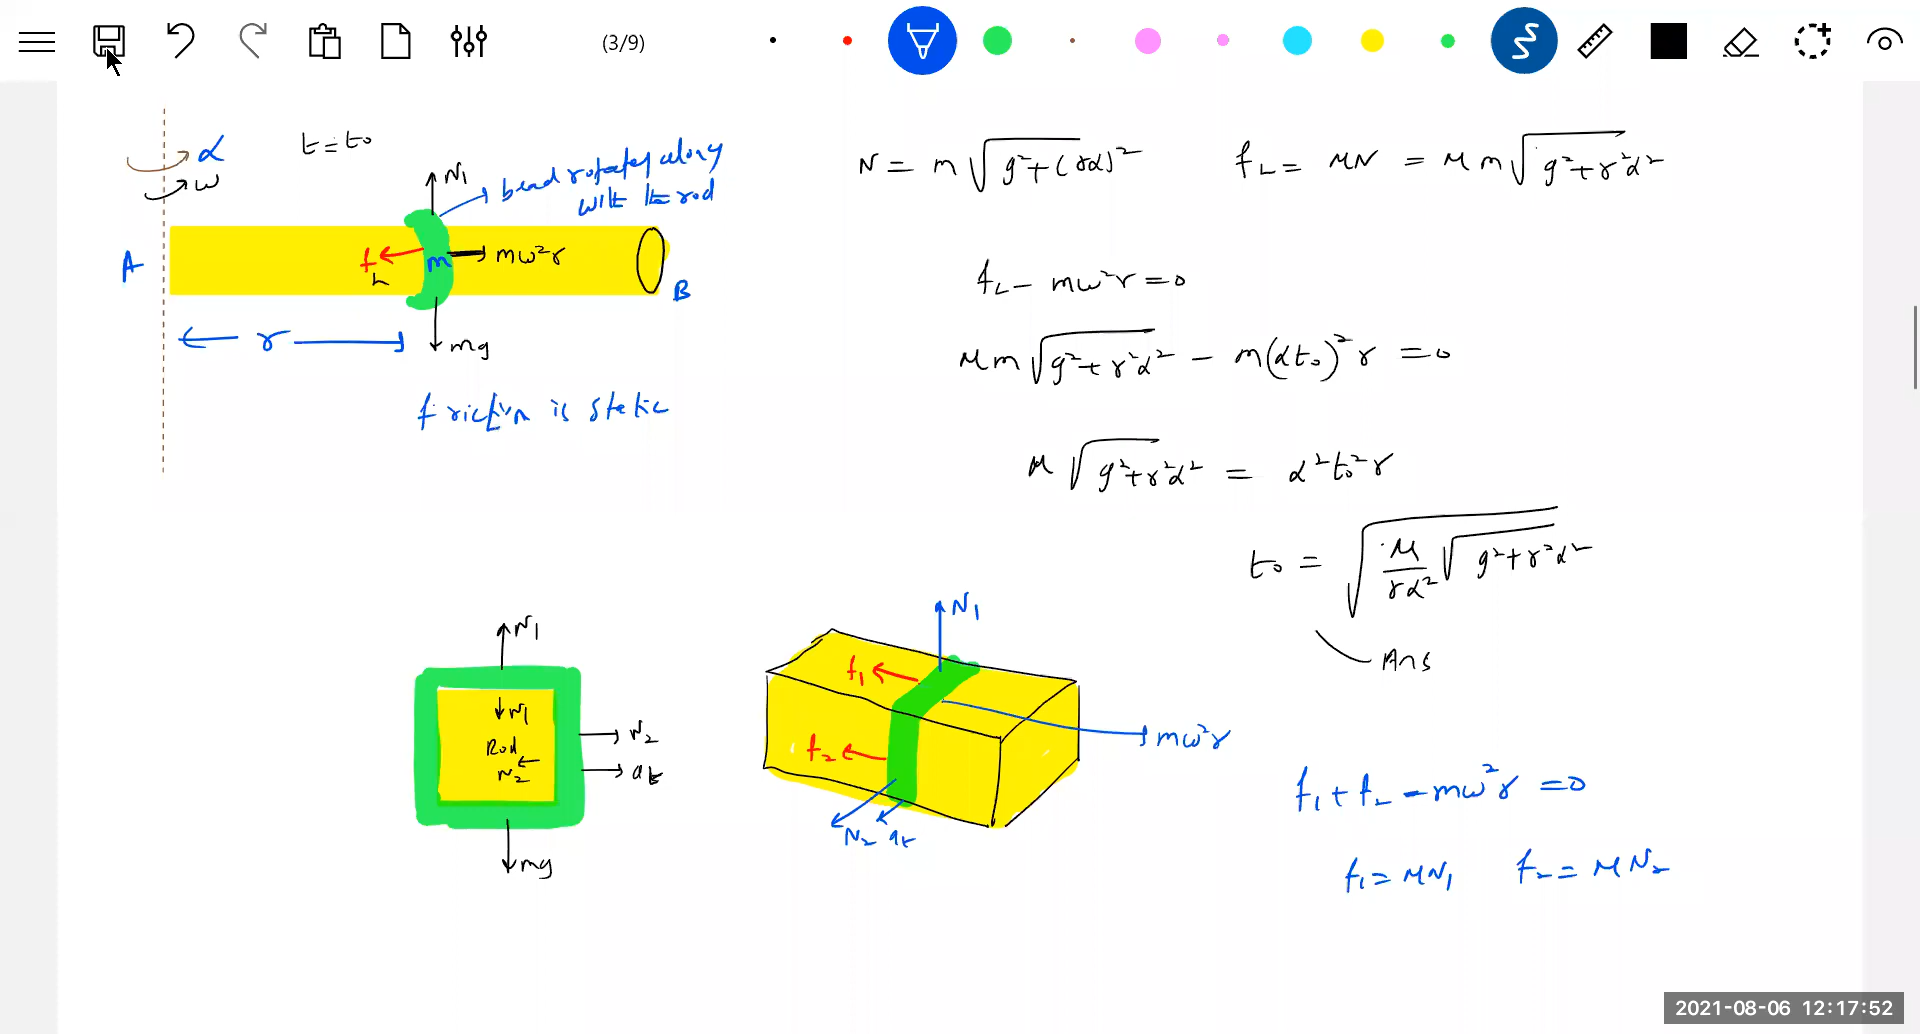 (3/9)
α
ω
t = t₀
N₁
bead rotates along
with the rod
A
f_L
m
mω²r
B
r
mg
friction is static
N = m√(g² + (rα)²)
f_L = μN = μm√(g² + r²α²)
f_L - mω²r = 0
μm√(g² + r²α²) - m(αt₀)²r = 0
μ√(g² + r²α²) = α²t₀²r
t₀ = √(μ/(rα²) √(g² + r²α²))
Ans
N₁
N₁
Rod
N₂
N₂
a_t
mg
N₁
f₁
f₂
mω²r
N₂ a_t
f₁ + f₂ - mω²r = 0
f₁ = μN₁ f₂ = μN₂
2021-08-06 12:17:52